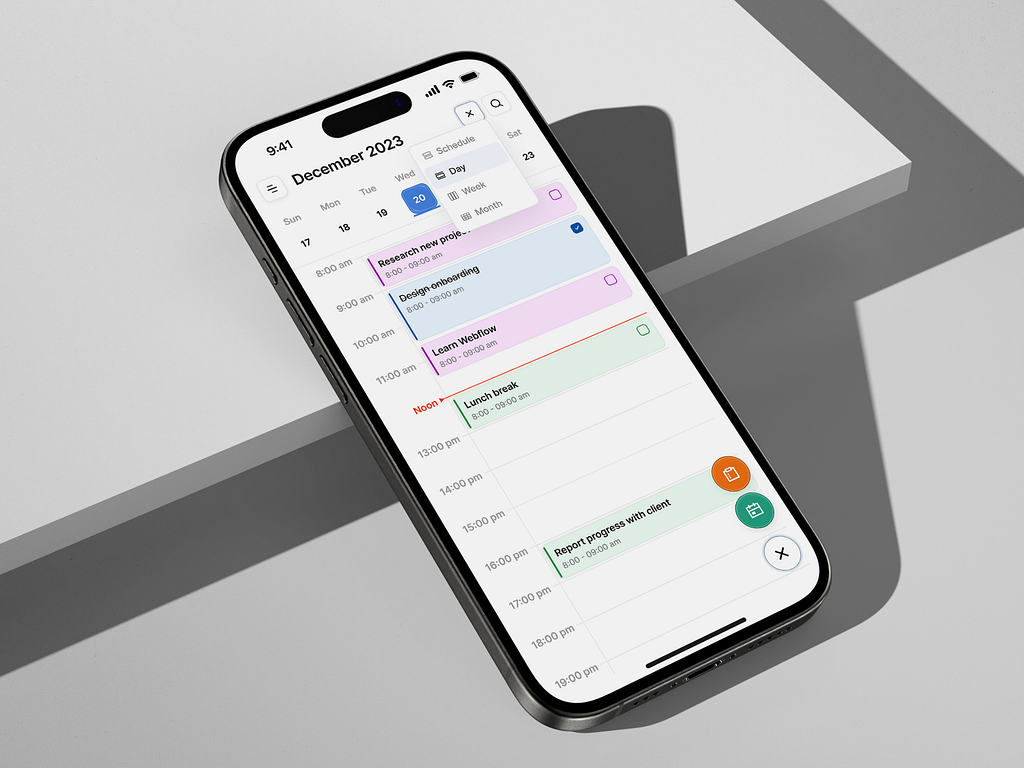 9:41
December 2023
Schedule
Day
Week
Month
Sun Mon Tue Wed Sat
17 18 19 20 23
8:00 am
Research new projec
8:00 - 09:00 am
9:00 am
Design onboarding
8:00 - 09:00 am
10:00 am
Learn Webflow
8:00 - 09:00 am
11:00 am
Noon
Lunch break
8:00 - 09:00 am
13:00 pm
14:00 pm
15:00 pm
16:00 pm
Report progress with client
8:00 - 09:00 am
17:00 pm
18:00 pm
19:00 pm